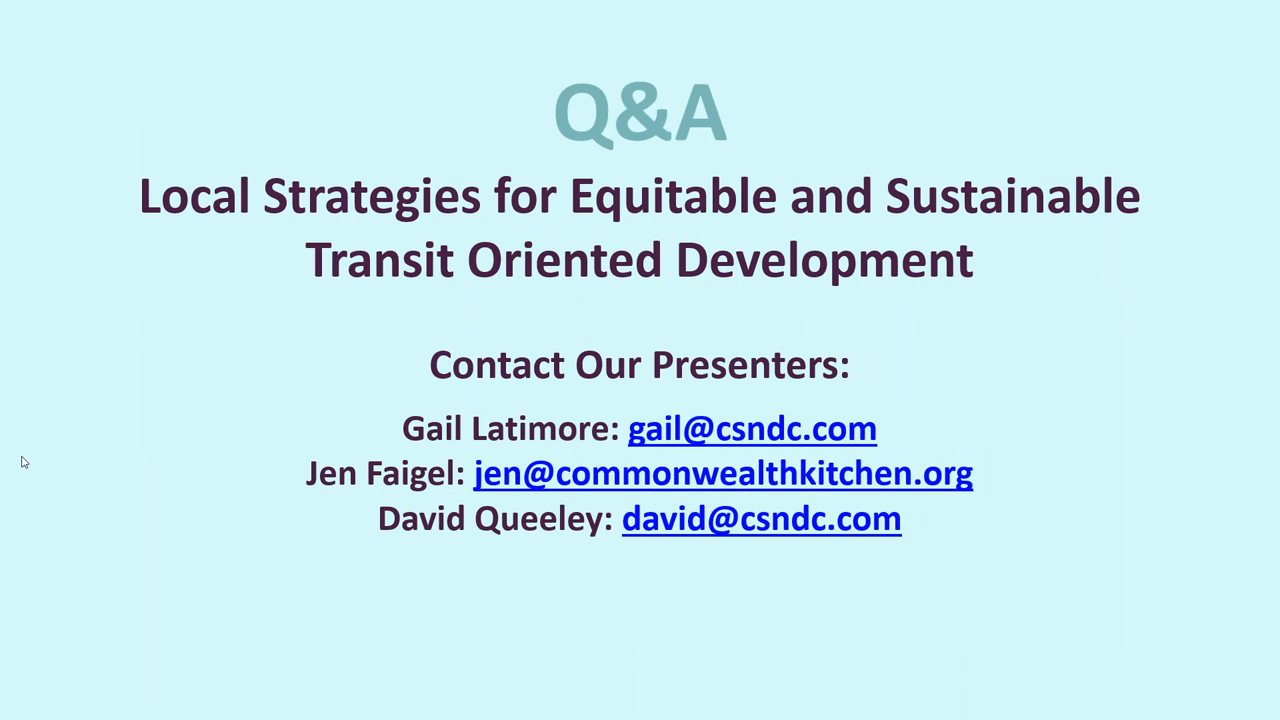 Q&A
Local Strategies for Equitable and Sustainable
Transit Oriented Development
Contact Our Presenters:
Gail Latimore: gail@csndc.com
Jen Faigel: jen@commonwealthkitchen.org
David Queeley: david@csndc.com